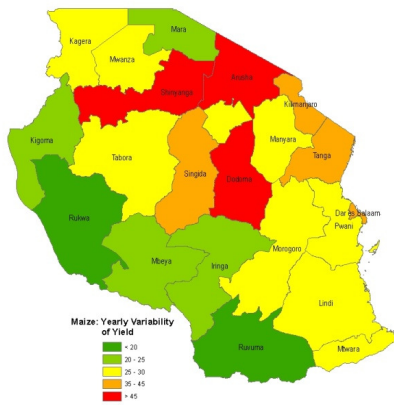 Mara
Kagera
Mwanza
Arusha
Shinyanga
Kilimanjaro
Kigoma
Manyara
Tabora
Tanga
Singida
Dodoma
Dar es Salaam
Rukwa
Pwani
Morogoro
Mbeya
Iringa
Lindi
Maize: Yearly Variability
of Yield
< 20
20 - 25
25 - 30
35 - 45
> 45
Ruvuma
Mtwara